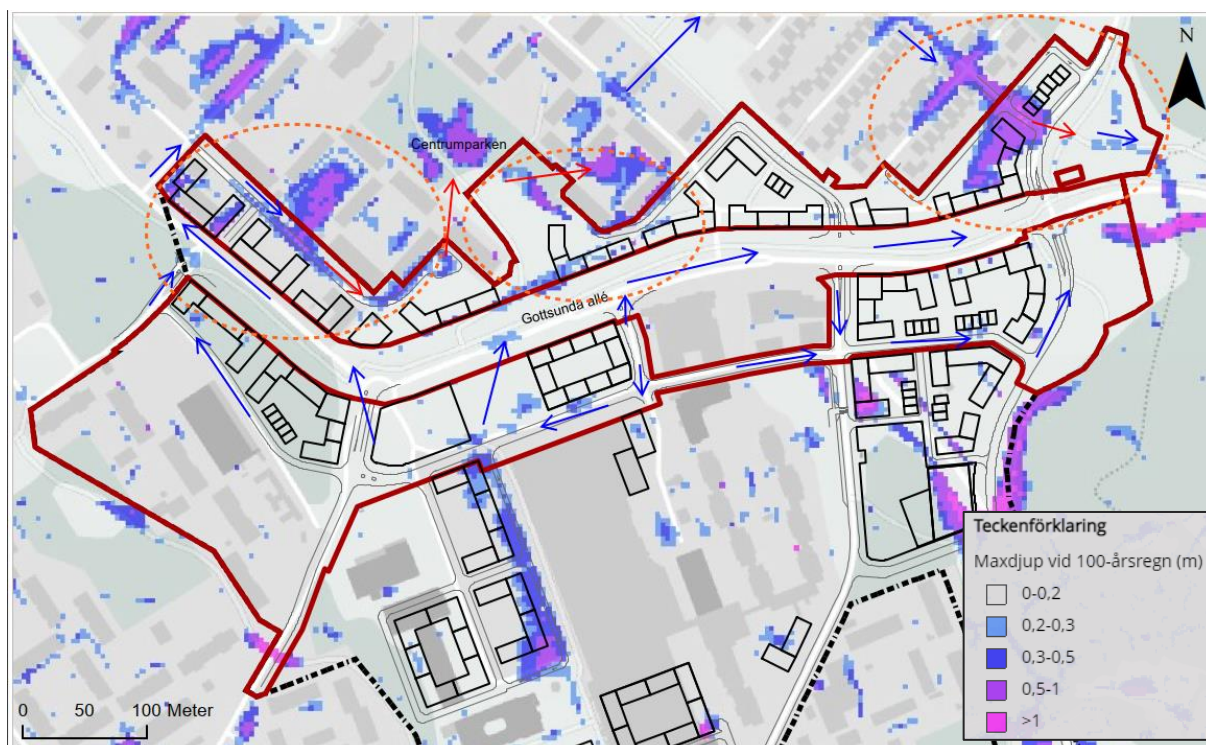 N
Centrumparken
Gottsunda allé
Teckenförklaring
Maxdjup vid 100-årsregn (m)
0-0,2
0,2-0,3
0,3-0,5
0,5-1
>1
0 50 100 Meter